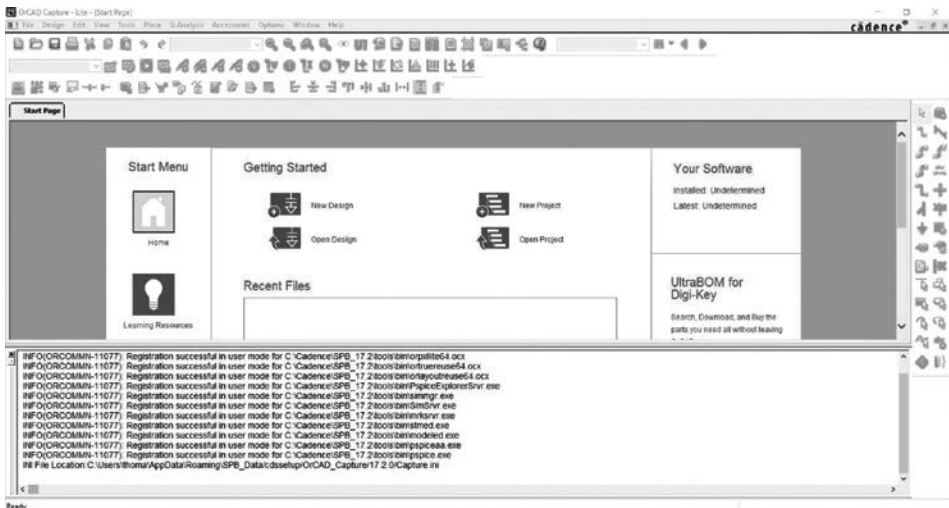 OrCAD Capture - Lite - [Start Page]
File Design Edit View Tools Place SI Analysis Accessories Options Window Help
cādence®
Start Page
Start Menu
Home
Learning Resources
Getting Started
New Design
New Project
Open Design
Open Project
Recent Files
Your Software
Installed: Undetermined
Latest: Undetermined
UltraBOM for
Digi-Key
Search, Download, and Buy the
parts you need all without leaving
INFO(ORCOMMN-11077): Registration successful in user mode for C:\Cadence\SPB_17.2\tools\bin\orpxllite64.ocx
INFO(ORCOMMN-11077): Registration successful in user mode for C:\Cadence\SPB_17.2\tools\bin\ortruereuse64.ocx
INFO(ORCOMMN-11077): Registration successful in user mode for C:\Cadence\SPB_17.2\tools\bin\orlayoutreuse64.ocx
INFO(ORCOMMN-11077): Registration successful in user mode for C:\Cadence\SPB_17.2\tools\bin\PspiceExplorerSrvr.exe
INFO(ORCOMMN-11077): Registration successful in user mode for C:\Cadence\SPB_17.2\tools\bin\simmgr.exe
INFO(ORCOMMN-11077): Registration successful in user mode for C:\Cadence\SPB_17.2\tools\bin\SimSrvr.exe
INFO(ORCOMMN-11077): Registration successful in user mode for C:\Cadence\SPB_17.2\tools\bin\mrksrvr.exe
INFO(ORCOMMN-11077): Registration successful in user mode for C:\Cadence\SPB_17.2\tools\bin\stmed.exe
INFO(ORCOMMN-11077): Registration successful in user mode for C:\Cadence\SPB_17.2\tools\bin\modeled.exe
INFO(ORCOMMN-11077): Registration successful in user mode for C:\Cadence\SPB_17.2\tools\bin\pspiceaa.exe
INFO(ORCOMMN-11077): Registration successful in user mode for C:\Cadence\SPB_17.2\tools\bin\pspice.exe
INI File Location:C:\Users\thoma\AppData\Roaming\SPB_Data/cdssetup/OrCAD_Capture/17.2.0/Capture.ini
Ready